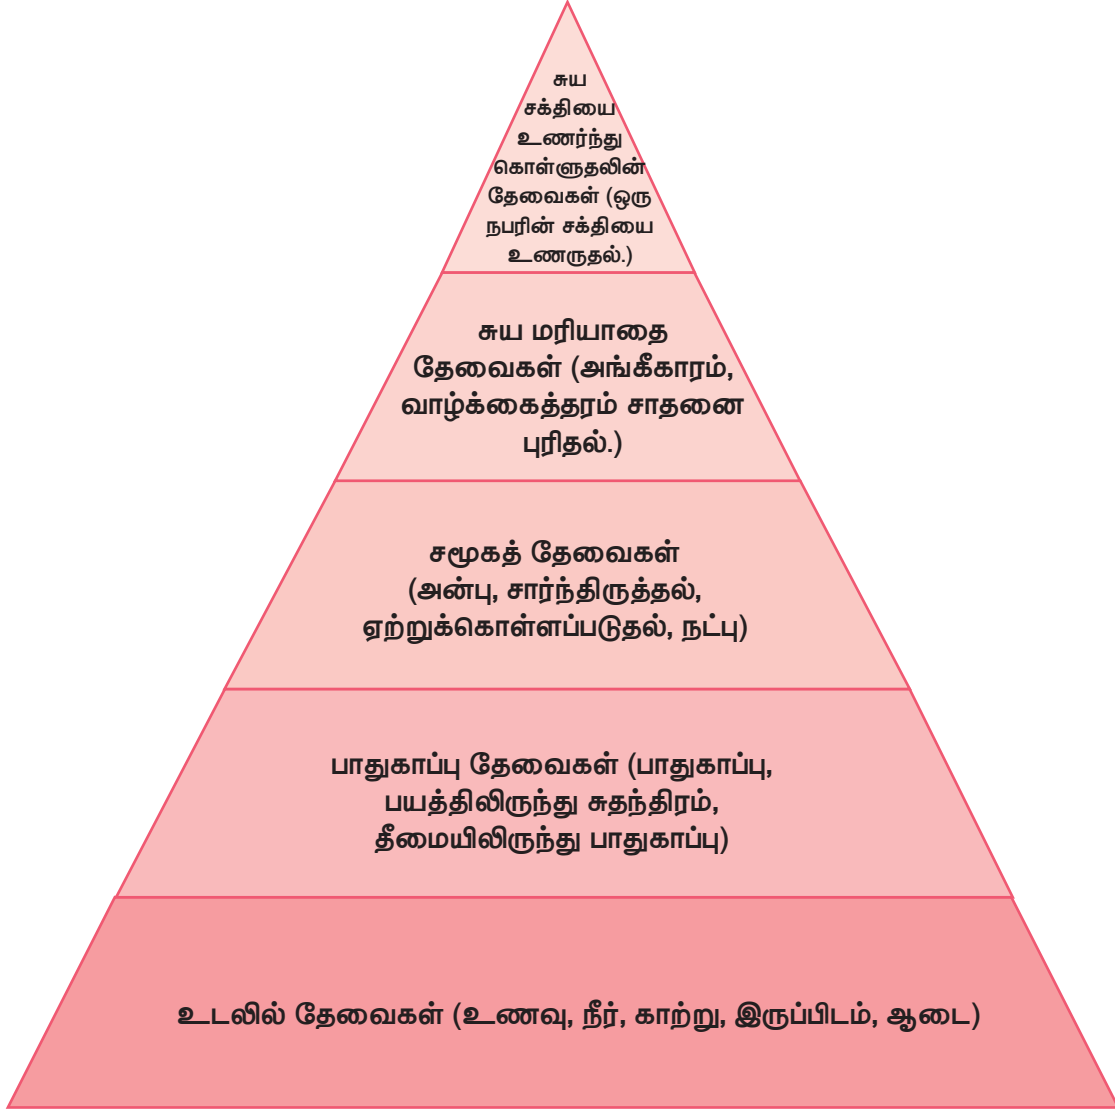 சுய
சக்தியை
உணர்ந்து
கொள்ளுதலின்
தேவைகள் (ஒரு
நபரின் சக்தியை
உணருதல்.)
சுய மரியாதை
தேவைகள் (அங்கீகாரம்,
வாழ்க்கைத்தரம் சாதனை
புரிதல்.)
சமூகத் தேவைகள்
(அன்பு, சார்ந்திருத்தல்,
ஏற்றுக்கொள்ளப்படுதல், நட்பு)
பாதுகாப்பு தேவைகள் (பாதுகாப்பு,
பயத்திலிருந்து சுதந்திரம்,
தீமையிலிருந்து பாதுகாப்பு)
உடலில் தேவைகள் (உணவு, நீர், காற்று, இருப்பிடம், ஆடை)